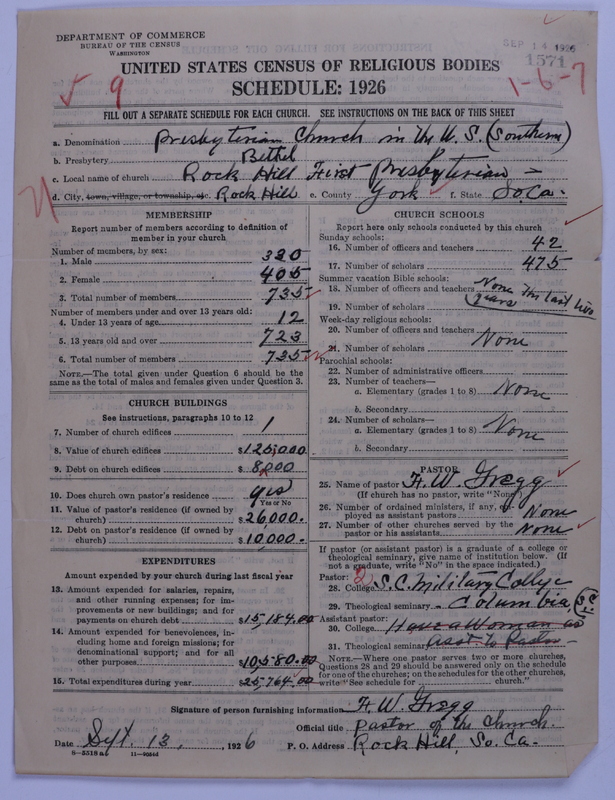 DEPARTMENT OF COMMERCE
BUREAU OF THE CENSUS
WASHINGTON
SEP 14 1926
1571
UNITED STATES CENSUS OF RELIGIOUS BODIES
SCHEDULE: 1926
1-6-7
9
FILL OUT A SEPARATE SCHEDULE FOR EACH CHURCH. SEE INSTRUCTIONS ON THE BACK OF THIS SHEET
a. Denomination Presbyterian Church in the U.S. (Southern)
b. Presbytery Bethel
c. Local name of church Rock Hill First Presbyterian -
d. City, town, village, or township, etc. Rock Hill e. County York f. State So. Ca.
MEMBERSHIP
Report number of members according to definition of
member in your church
Number of members, by sex:
1. Male 320
2. Female 405
3. Total number of members 735
Number of members under and over 13 years old:
4. Under 13 years of age 12
5. 13 years old and over 723
6. Total number of members 735
NOTE.—The total given under Question 6 should be the
same as the total of males and females given under Question 3.
CHURCH BUILDINGS
See instructions, paragraphs 10 to 12
7. Number of church edifices 1
8. Value of church edifices $125,000
9. Debt on church edifices $8000
10. Does church own pastor's residence yes
Yes or No
11. Value of pastor's residence (if owned by
church) $26,000.
12. Debt on pastor's residence (if owned by
church) $10,000.
EXPENDITURES
Amount expended by your church during last fiscal year
13. Amount expended for salaries, repairs,
and other running expenses; for im-
provements or new buildings; and for
payments on church debt $15,184.00
14. Amount expended for benevolences, in-
cluding home and foreign missions; for
denominational support; and for all
other purposes $10,580.00
15. Total expenditures during year $25,764.00
CHURCH SCHOOLS
Report here only schools conducted by this church
Sunday schools:
16. Number of officers and teachers 42
17. Number of scholars 475
Summer vacation Bible schools:
18. Number of officers and teachers None this last two
years
19. Number of scholars
Week-day religious schools:
20. Number of officers and teachers
21. Number of scholars None
Parochial schools:
22. Number of administrative officers
23. Number of teachers—
a. Elementary (grades 1 to 8) None
b. Secondary
24. Number of scholars—
a. Elementary (grades 1 to 8) None
b. Secondary
PASTOR
25. Name of pastor F. W. Gregg
(If church has no pastor, write "None")
26. Number of ordained ministers, if any, em-
ployed as assistant pastors None
27. Number of other churches served by the
pastor or his assistants None
If pastor (or assistant pastor) is a graduate of a college or
theological seminary, give name of institution below. (If
not a graduate, write "No" in the space indicated.)
Pastor: 2
28. College S.C. Military College
29. Theological seminary Columbia, (S.C.)
Assistant pastor:
30. College Have a Woman as
31. Theological seminary asst to Pastor
NOTE.—Where one pastor served two or more churches,
Questions 28 and 29 should be answered only on the schedule
for one of the churches; on the schedules for the other churches,
write "See schedule for church."
Signature of person furnishing information F. W. Gregg
Official title Pastor of the Church.
Date Sept. 13, 1926 P. O. Address Rock Hill, So. Ca.